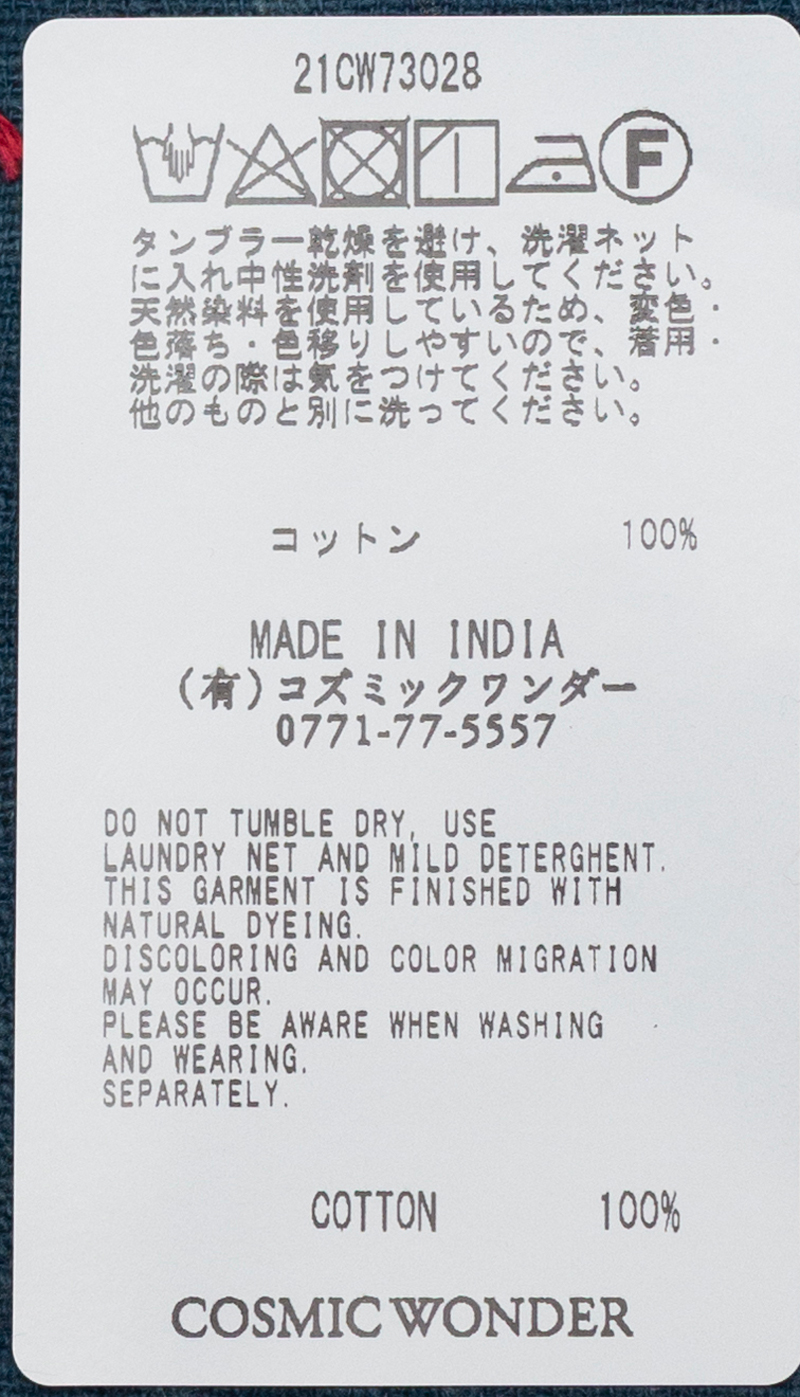 21CW73028
F
タンブラー乾燥を避け、洗濯ネット
に入れ中性洗剤を使用してください。
天然染料を使用しているため、変色・
色落ち・色移りしやすいので、着用・
洗濯の際は気をつけてください。
他のものと別に洗ってください。
コットン 100%
MADE IN INDIA
(有)コズミックワンダー
0771-77-5557
DO NOT TUMBLE DRY, USE
LAUNDRY NET AND MILD DETERGHENT.
THIS GARMENT IS FINISHED WITH
NATURAL DYEING.
DISCOLORING AND COLOR MIGRATION
MAY OCCUR.
PLEASE BE AWARE WHEN WASHING
AND WEARING.
SEPARATELY.
COTTON 100%
COSMIC WONDER